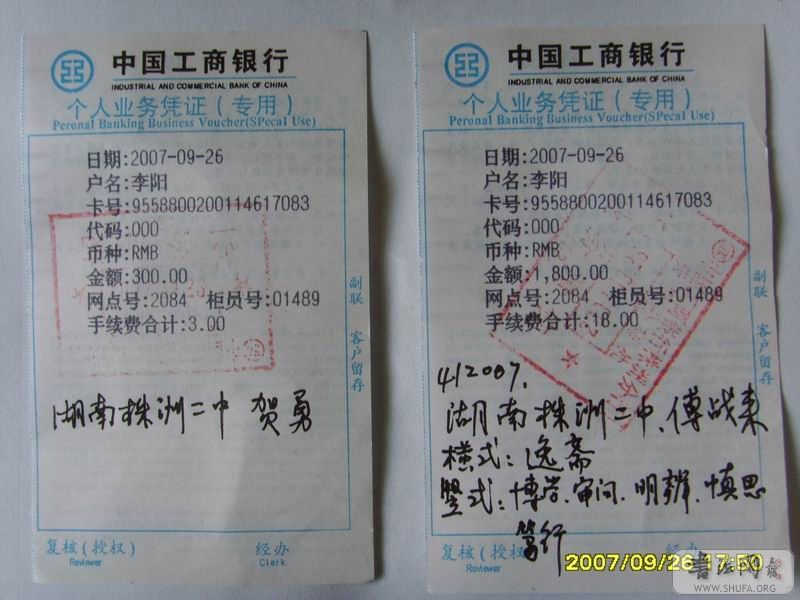 中国工商银行
INDUSTRIAL AND COMMERCIAL BANK OF CHINA
个人业务凭证（专用）
Peronal Banking Business Voucher(SPecal Use)
日期:2007-09-26
户名:李阳
卡号:9558800200114617083
代码:000
币种:RMB
金额:300.00
网点号:2084 柜员号:01489
手续费合计:3.00
副联 客户留存
湖南株洲二中 贺勇
复核(授权) 经办
Reviewer Clerk
中国工商银行
INDUSTRIAL AND COMMERCIAL BANK OF CHINA
个人业务凭证（专用）
Peronal Banking Business Voucher(SPecal Use)
日期:2007-09-26
户名:李阳
卡号:9558800200114617083
代码:000
币种:RMB
金额:1,800.00
网点号:2084 柜员号:01489
手续费合计:18.00
副联 客户留存
412007.
湖南株洲二中、傅战来
横式：逸斋
竖式：博学、审问、明辨、慎思
笃行
复核(授权) 经办
Reviewer
2007/09/26 17:50
书法网
WWW.SHUFA.ORG